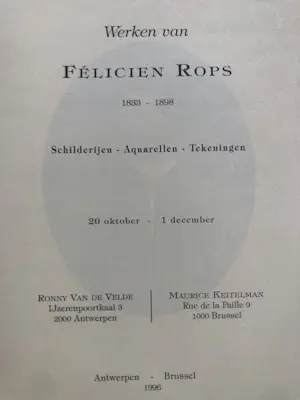 Werken van
FÉLICIEN ROPS
1833 - 1898
Schilderijen - Aquarellen - Tekeningen
20 oktober - 1 december
RONNY VAN DE VELDE
IJzerenpoortkaai 3
2000 Antwerpen
MAURICE KEITELMAN
Rue de la Paille 9
1000 Brussel
Antwerpen - Brussel
1996